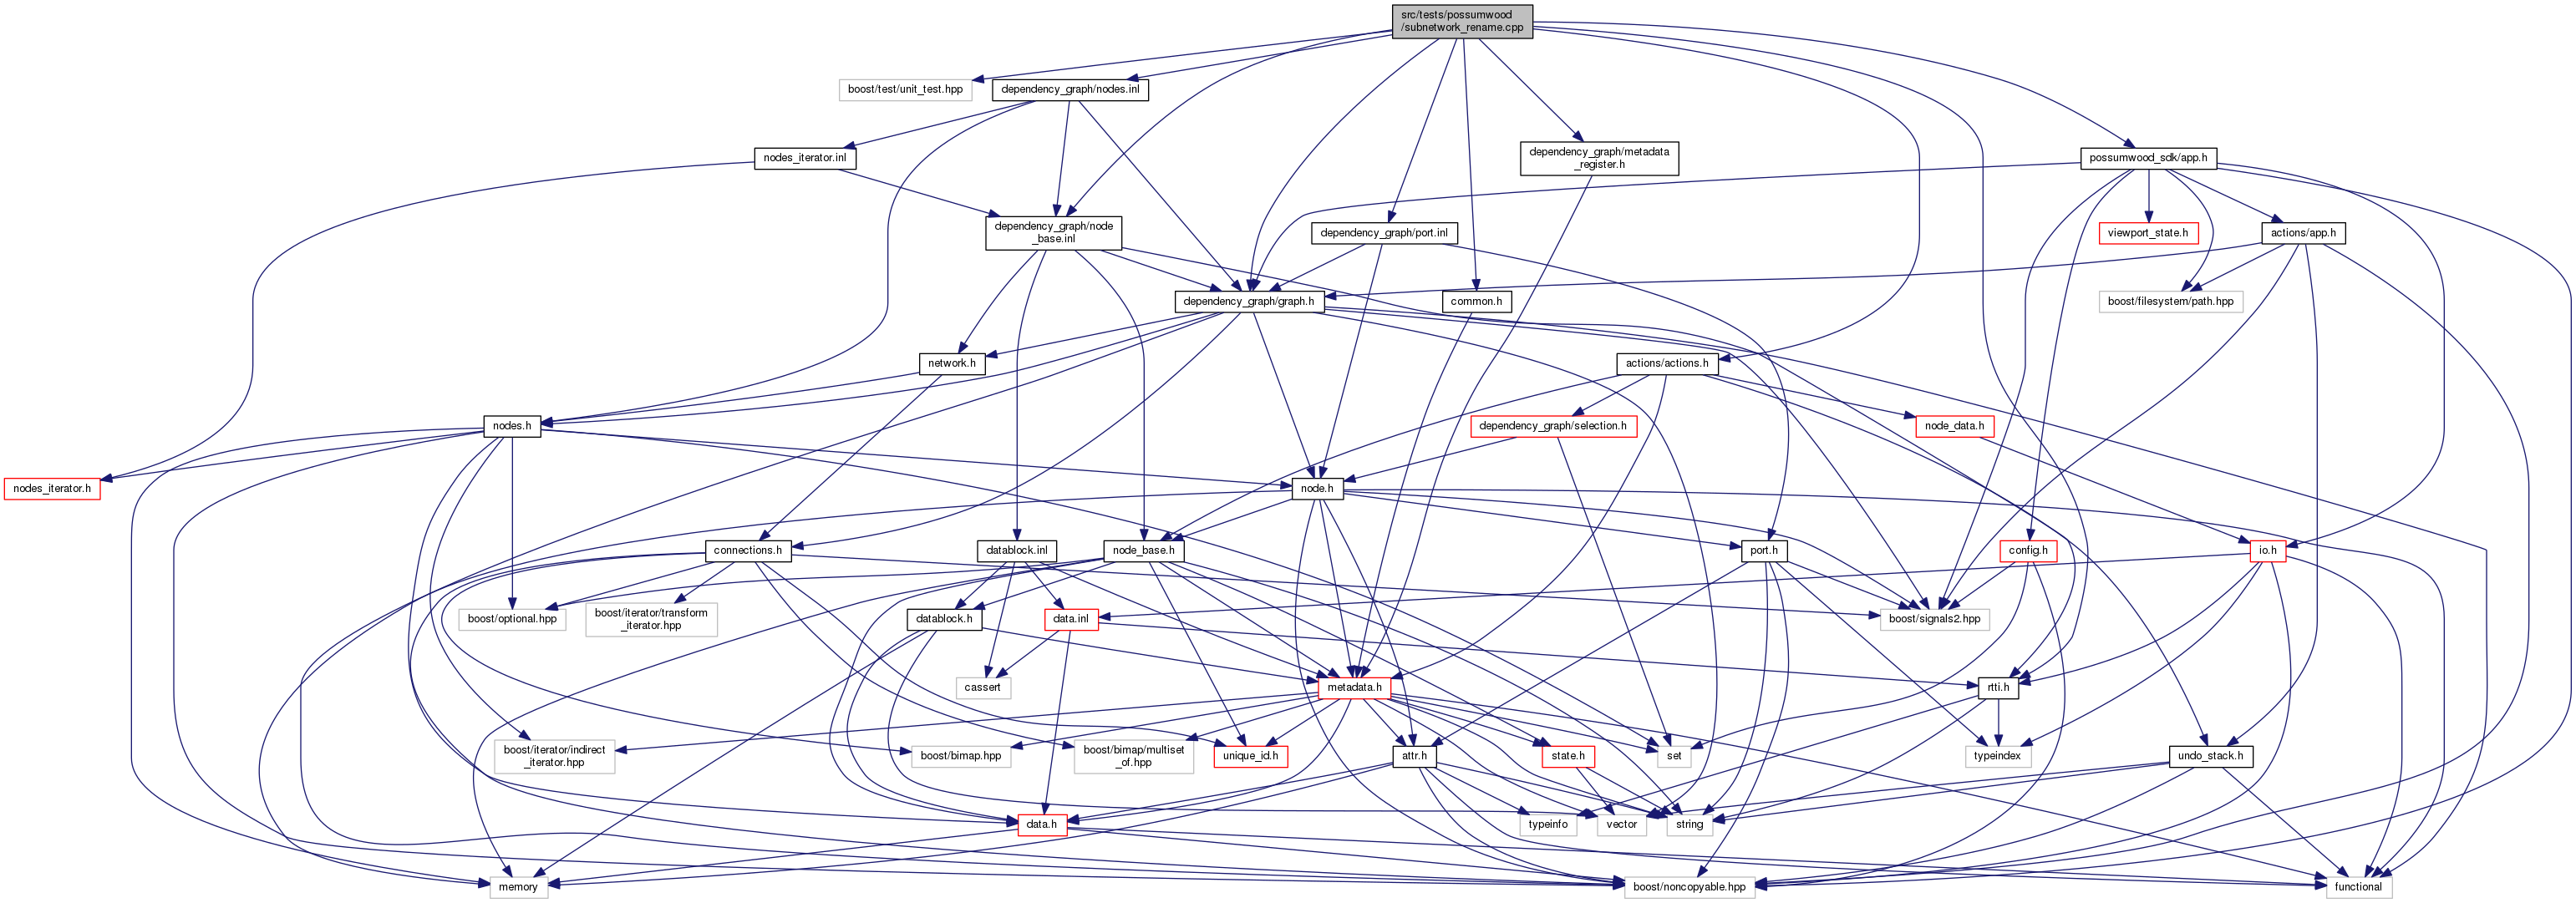 src/tests/possumwood
/subnetwork_rename.cpp
boost/test/unit_test.hpp
dependency_graph/nodes.inl
nodes_iterator.inl
dependency_graph/metadata
_register.h
possumwood_sdk/app.h
dependency_graph/node
_base.inl
dependency_graph/port.inl
viewport_state.h
actions/app.h
dependency_graph/graph.h
common.h
boost/filesystem/path.hpp
network.h
actions/actions.h
nodes.h
dependency_graph/selection.h
node_data.h
nodes_iterator.h
node.h
connections.h
datablock.inl
node_base.h
port.h
config.h
io.h
boost/optional.hpp
boost/iterator/transform
_iterator.hpp
datablock.h
data.inl
boost/signals2.hpp
cassert
metadata.h
rtti.h
boost/iterator/indirect
_iterator.hpp
boost/bimap.hpp
boost/bimap/multiset
_of.hpp
unique_id.h
attr.h
state.h
set
typeindex
undo_stack.h
data.h
typeinfo
vector
string
memory
boost/noncopyable.hpp
functional